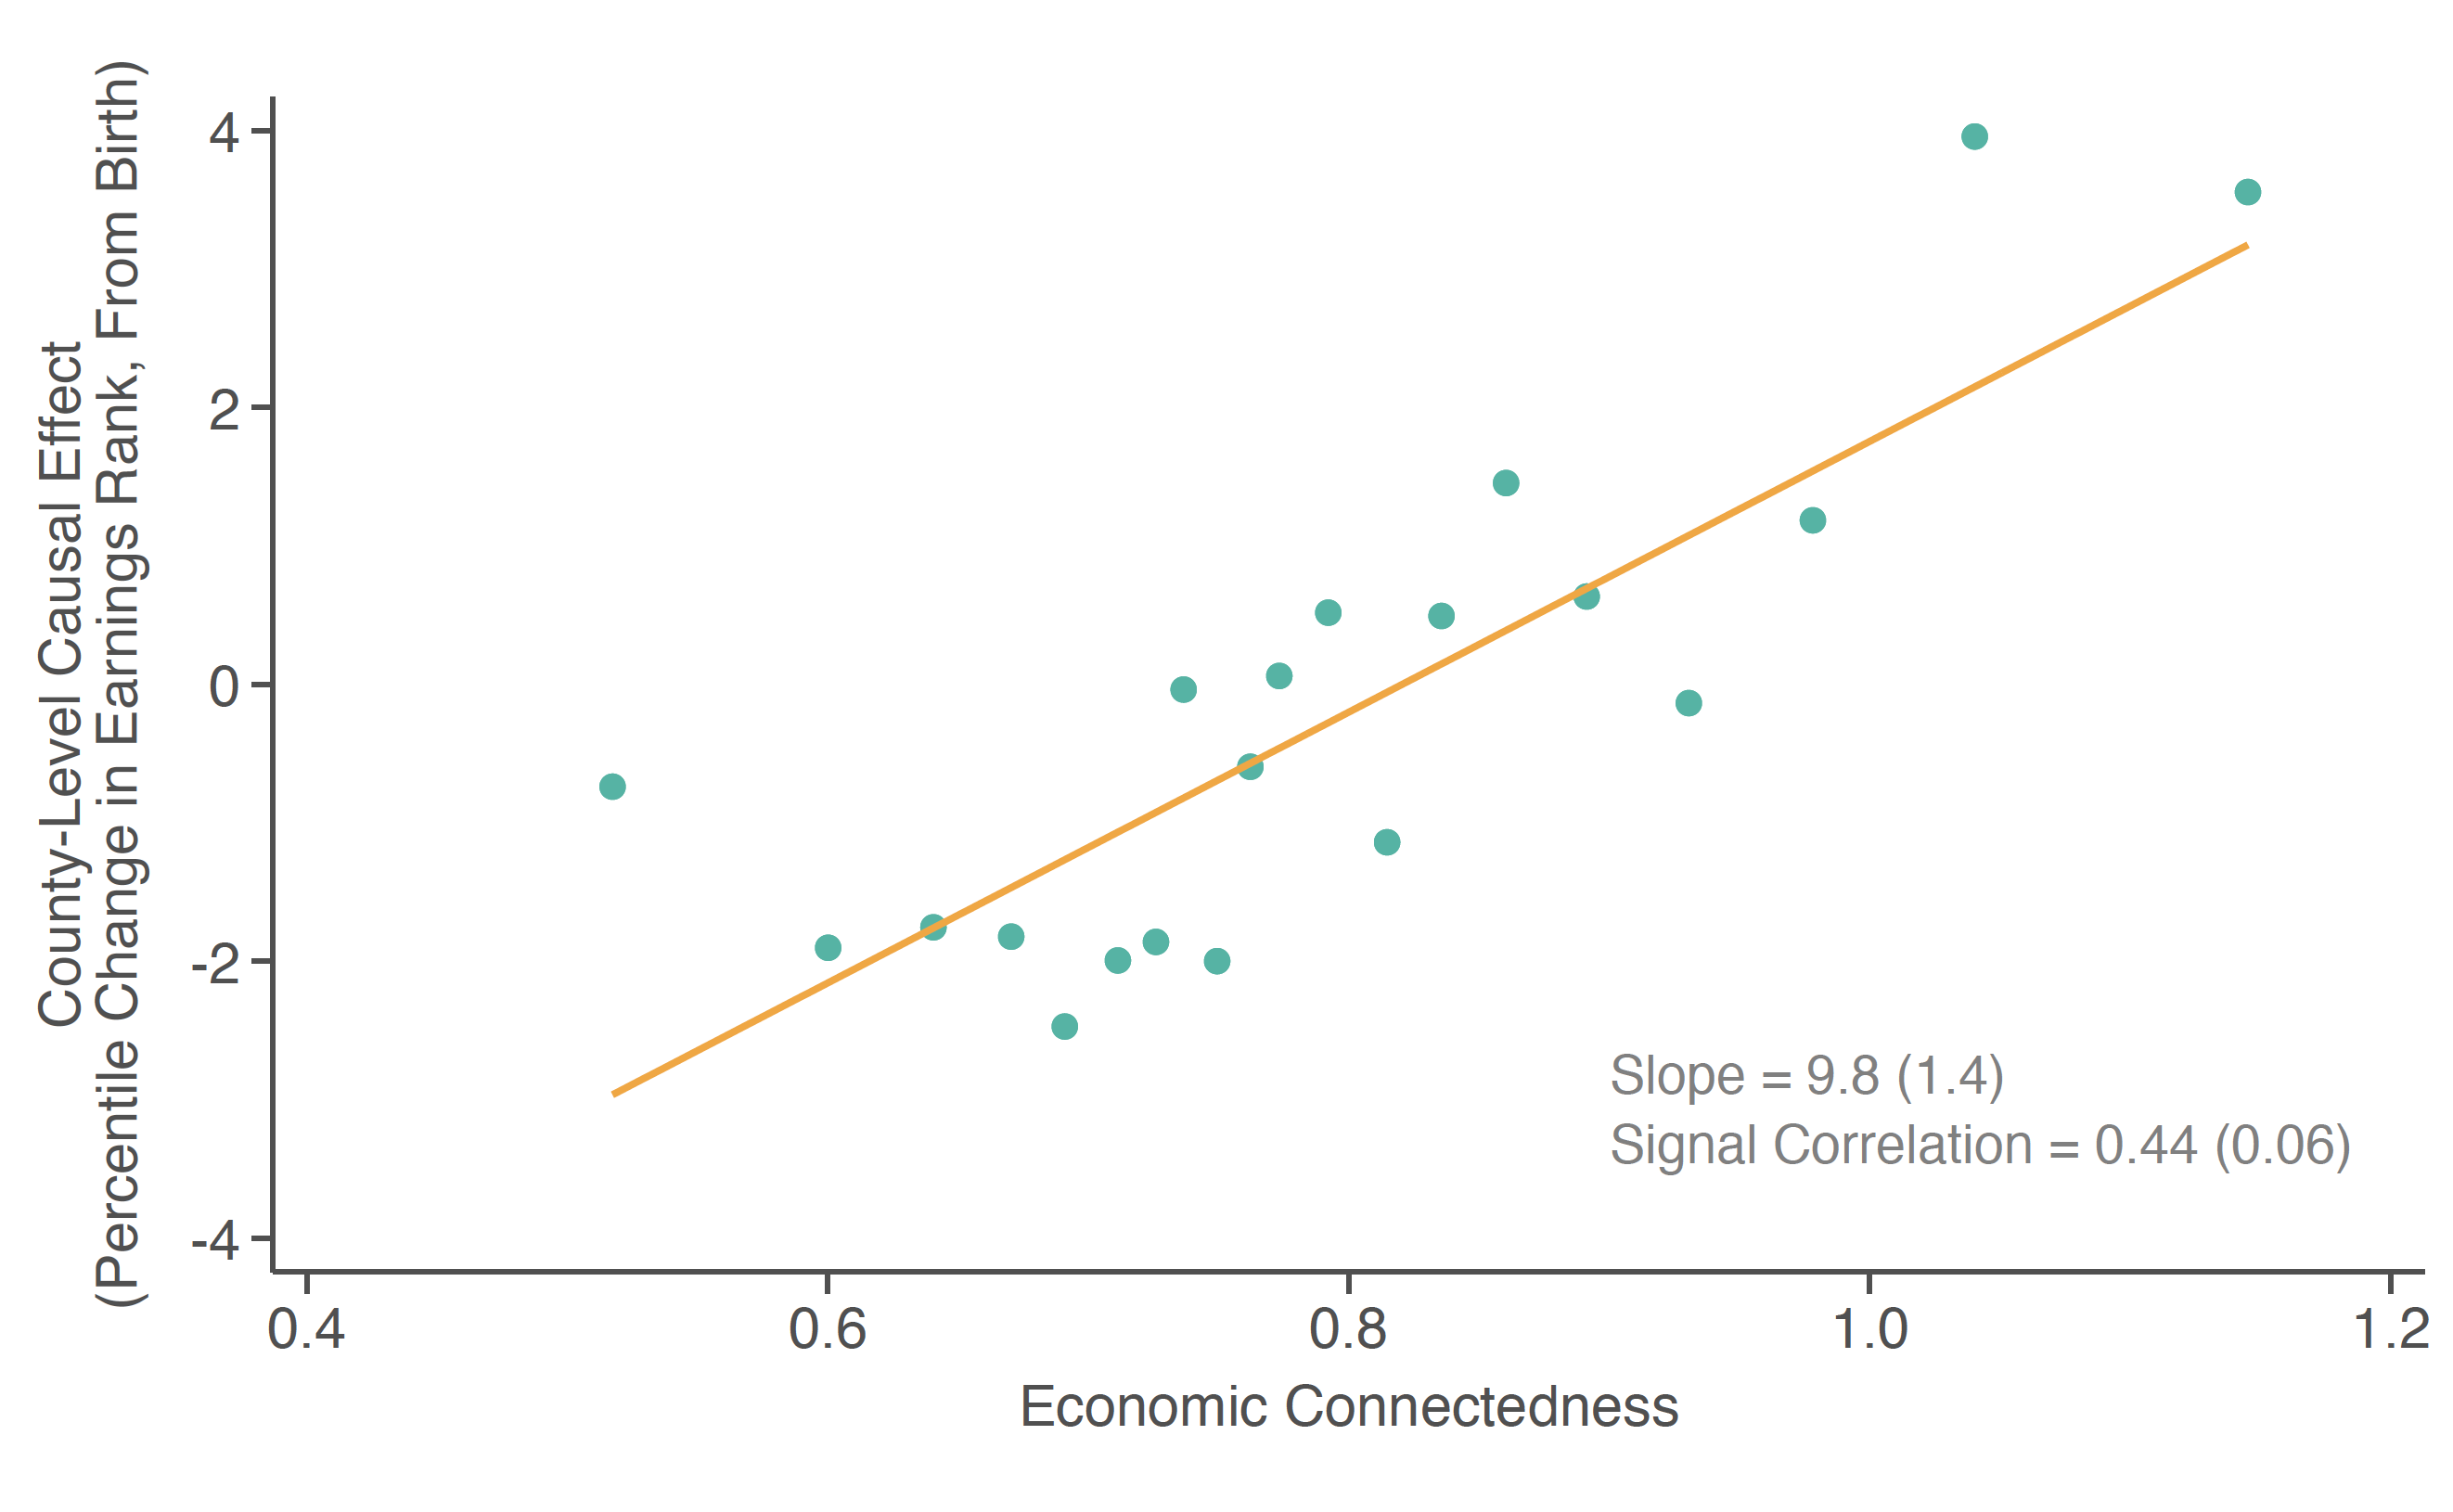 County-Level Causal Effect
(Percentile Change in Earnings Rank, From Birth)
4
2
0
-2
-4
Slope = 9.8 (1.4)
Signal Correlation = 0.44 (0.06)
0.4 0.6 0.8 1.0 1.2
Economic Connectedness